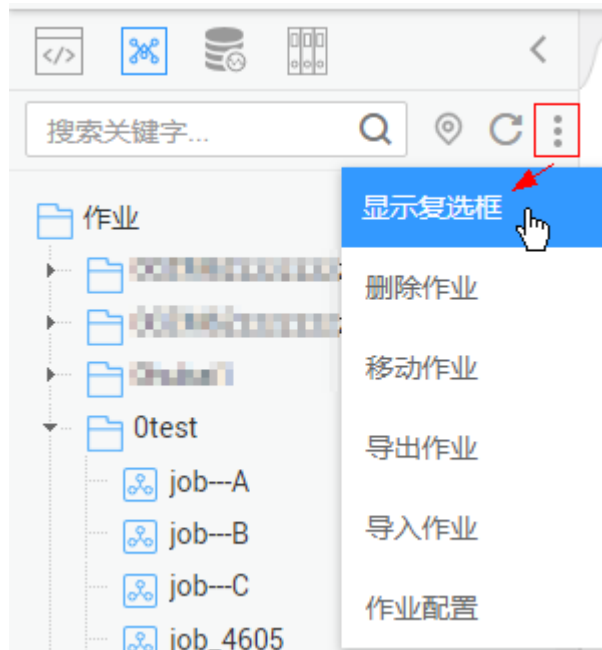 搜索关键字...
显示复选框
删除作业
移动作业
导出作业
导入作业
作业配置
作业
0test
job---A
job---B
job---C
job_4605